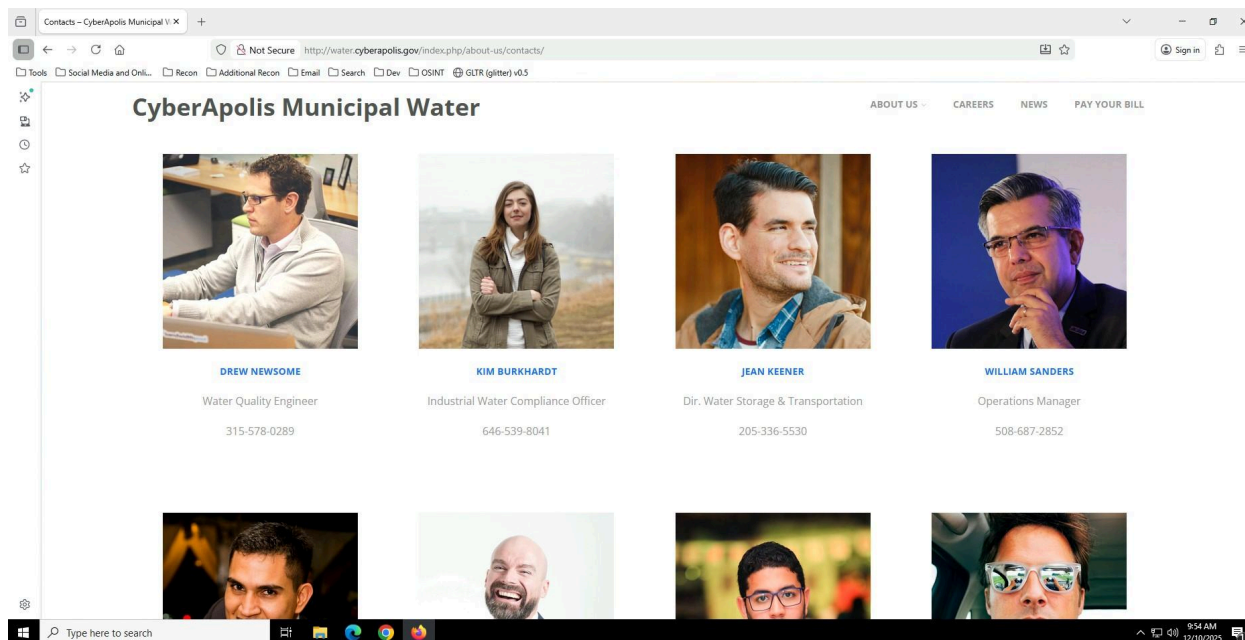 Contacts – CyberApolis Municipal W
Not Secure http://water.cyberapolis.gov/index.php/about-us/contacts/
Sign in
Tools Social Media and Onli... Recon Additional Recon Email Search Dev OSINT GLTR (glitter) v0.5
CyberApolis Municipal Water
ABOUT US CAREERS NEWS PAY YOUR BILL
DREW NEWSOME KIM BURKHARDT JEAN KEENER WILLIAM SANDERS
Water Quality Engineer Industrial Water Compliance Officer Dir. Water Storage & Transportation Operations Manager
315-578-0289 646-539-8041 205-336-5530 508-687-2852
Type here to search
9:54 AM
12/10/2025